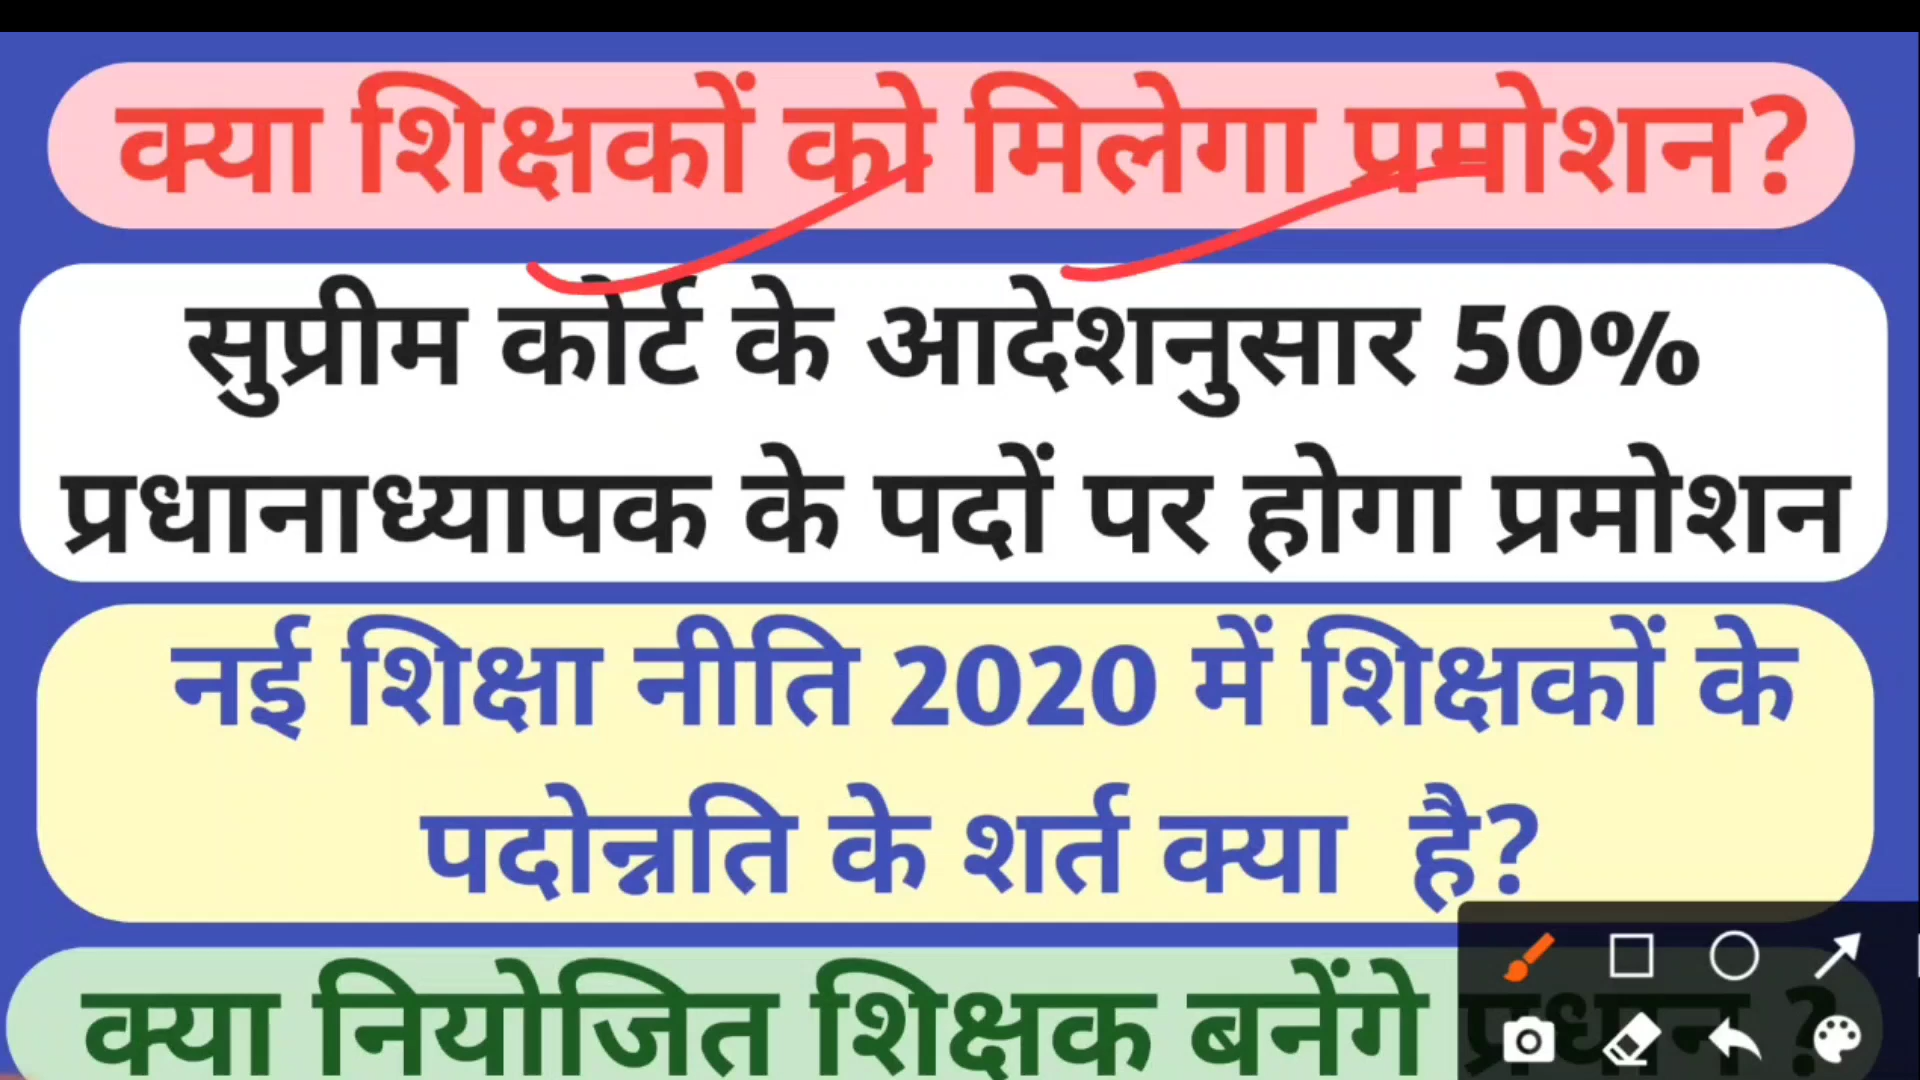 क्या शिक्षकों को मिलेगा प्रमोशन?
सुप्रीम कोर्ट के आदेशनुसार 50%
प्रधानाध्यापक के पदों पर होगा प्रमोशन
नई शिक्षा नीति 2020 में शिक्षकों के
पदोन्नति के शर्त क्या है?
क्या नियोजित शिक्षक बनेंगे प्रधान ?